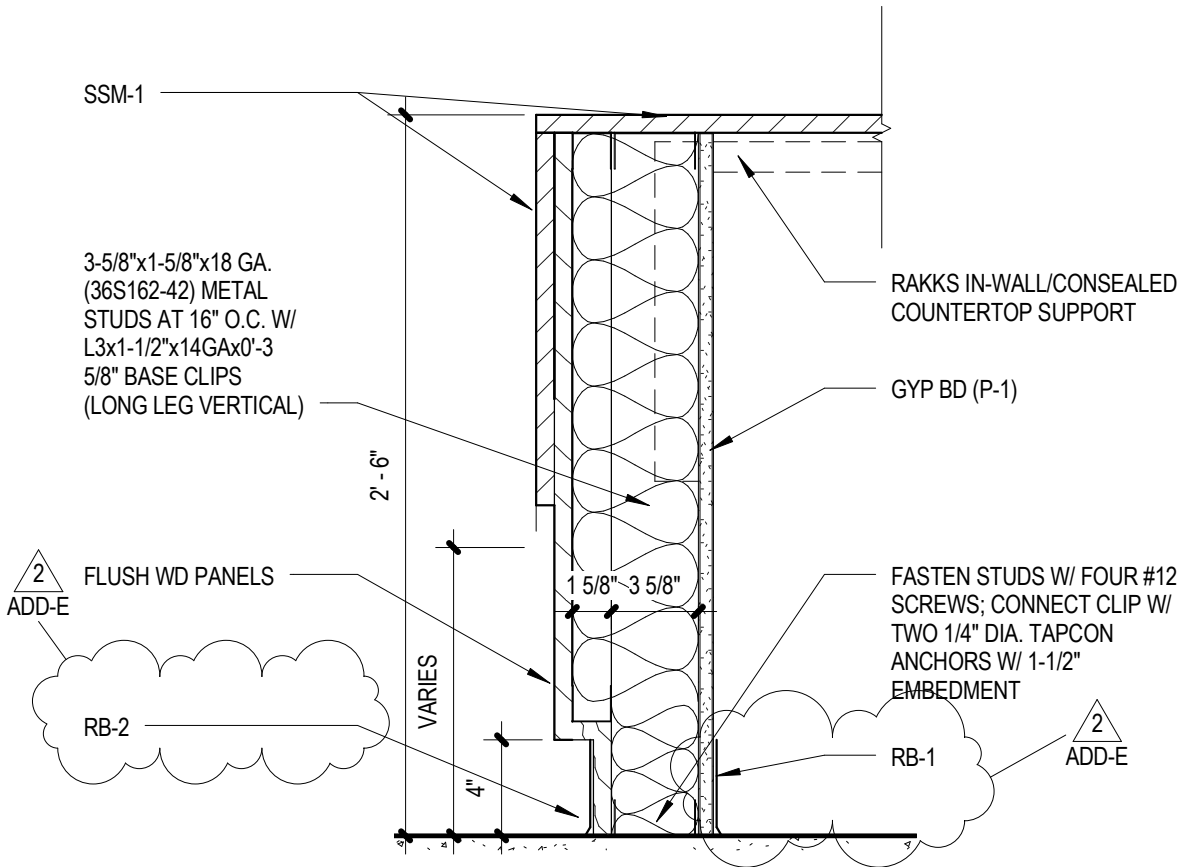 SSM-1
3-5/8"x1-5/8"x18 GA.
(36S162-42) METAL
STUDS AT 16" O.C. W/
L3x1-1/2"x14GAx0'-3
5/8" BASE CLIPS
(LONG LEG VERTICAL)
2' - 6"
RAKKS IN-WALL/CONSEALED
COUNTERTOP SUPPORT
GYP BD (P-1)
2
ADD-E
FLUSH WD PANELS
1 5/8"
3 5/8"
FASTEN STUDS W/ FOUR #12
SCREWS; CONNECT CLIP W/
TWO 1/4" DIA. TAPCON
ANCHORS W/ 1-1/2"
EMBEDMENT
VARIES
RB-2
4"
RB-1
2
ADD-E